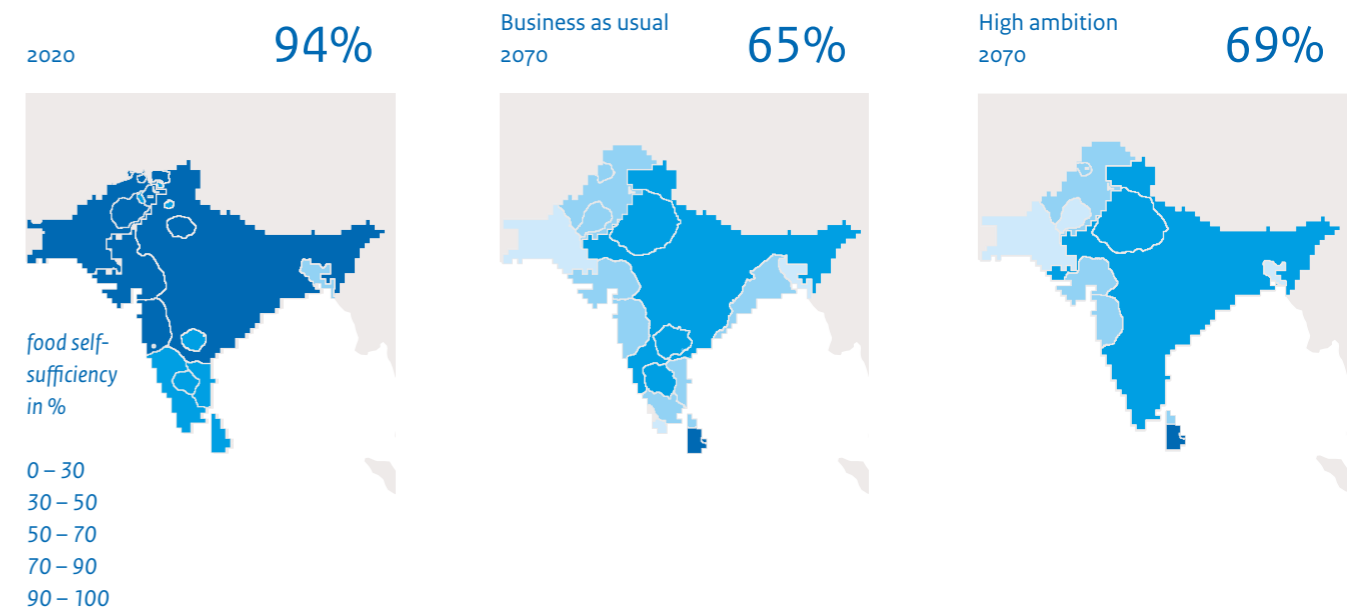 2020
94%
Business as usual
2070
65%
High ambition
2070
69%
food self-
sufficiency
in %
0 – 30
30 – 50
50 – 70
70 – 90
90 – 100